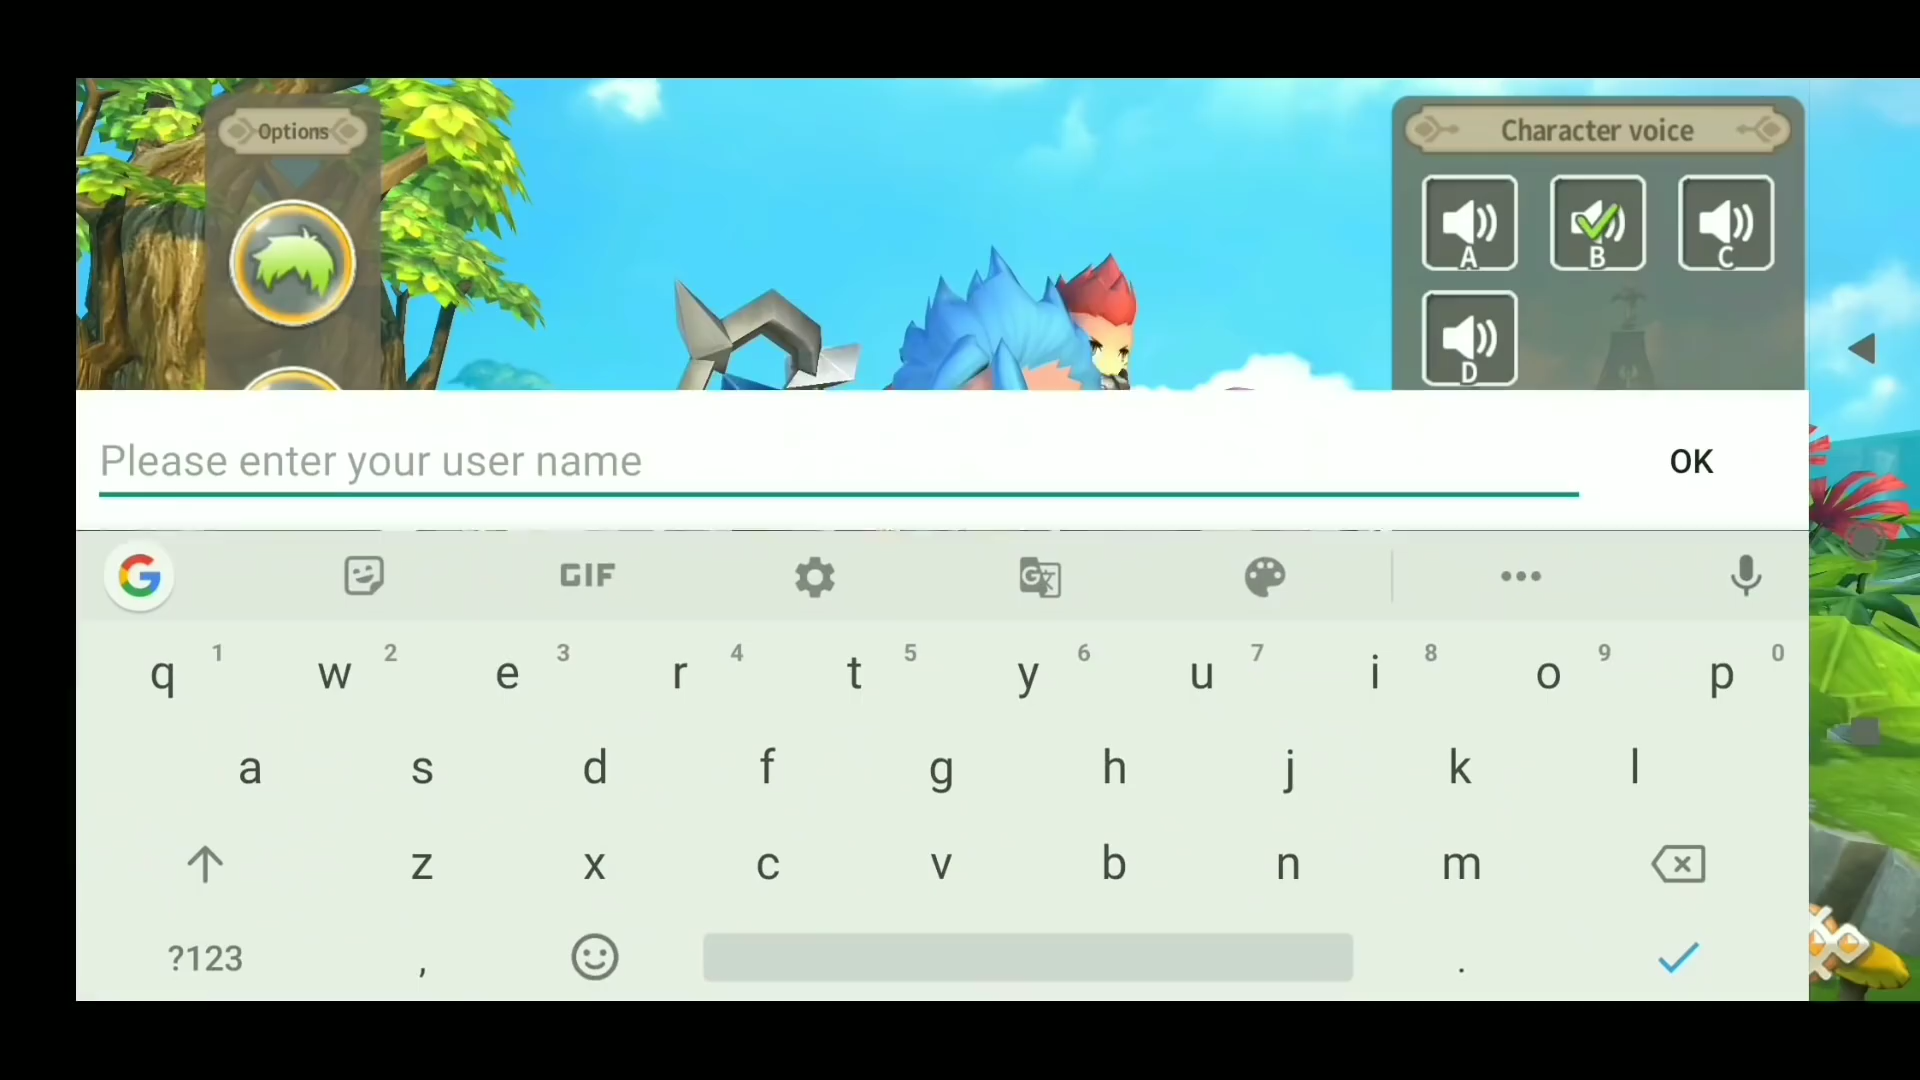 Options
Character voice
A B C
D
Please enter your user name
OK
G GIF G
q 1 w 2 e 3 r 4 t 5 y 6 u 7 i 8 o 9 p 0
a s d f g h j k l
z x c v b n m
?123 , .